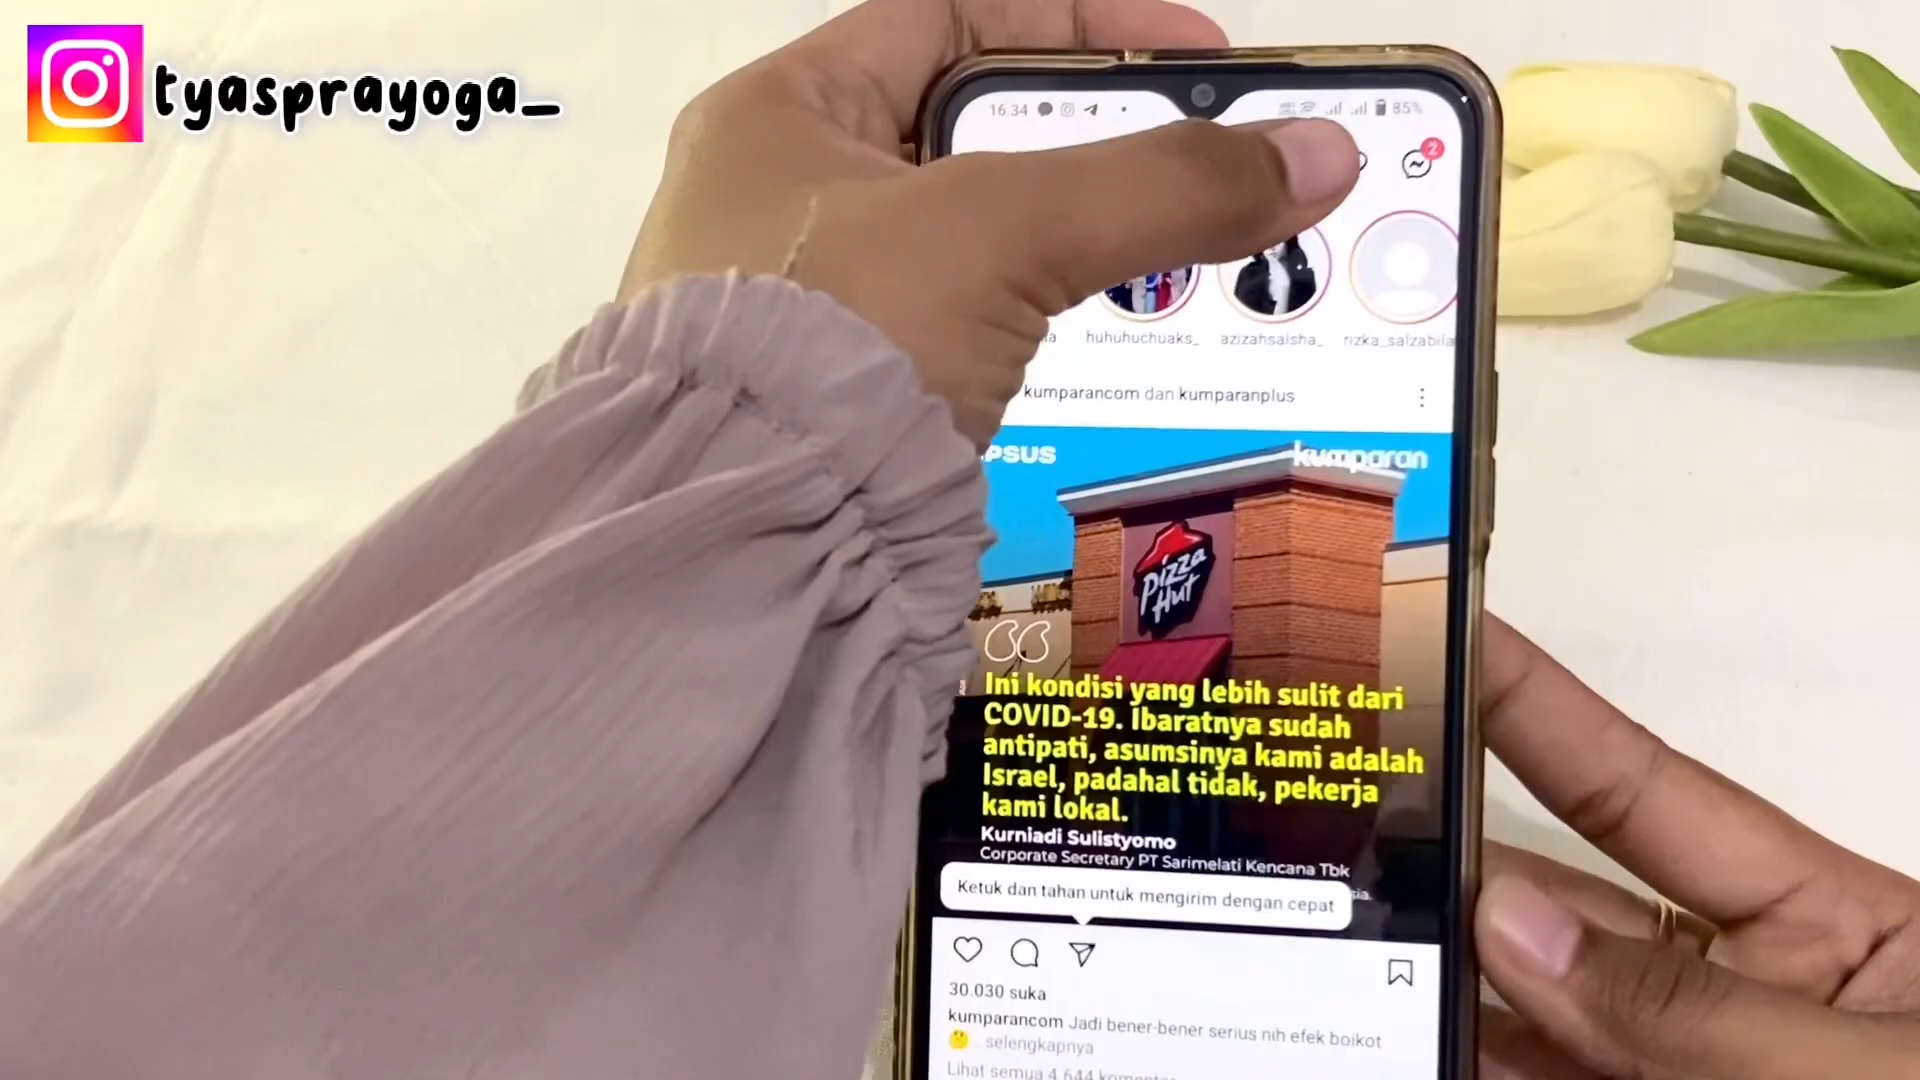 tyasprayoga_
16.34
85%
2
huhuhuchuaks_
azizahsalsha_
rizka_salzabila
kumparancom dan kumparanplus
kumparan
Pizza
Hut
Ini kondisi yang lebih sulit dari
COVID-19. Ibaratnya sudah
antipati, asumsinya kami adalah
Israel, padahal tidak, pekerja
kami lokal.
Kurniadi Sulistyomo
Corporate Secretary PT Sarimelati Kencana Tbk
Ketuk dan tahan untuk mengirim dengan cepat
30.030 suka
kumparancom Jadi bener-bener serius nih efek boikot
🤔... selengkapnya
Lihat semua 4.644 komentar